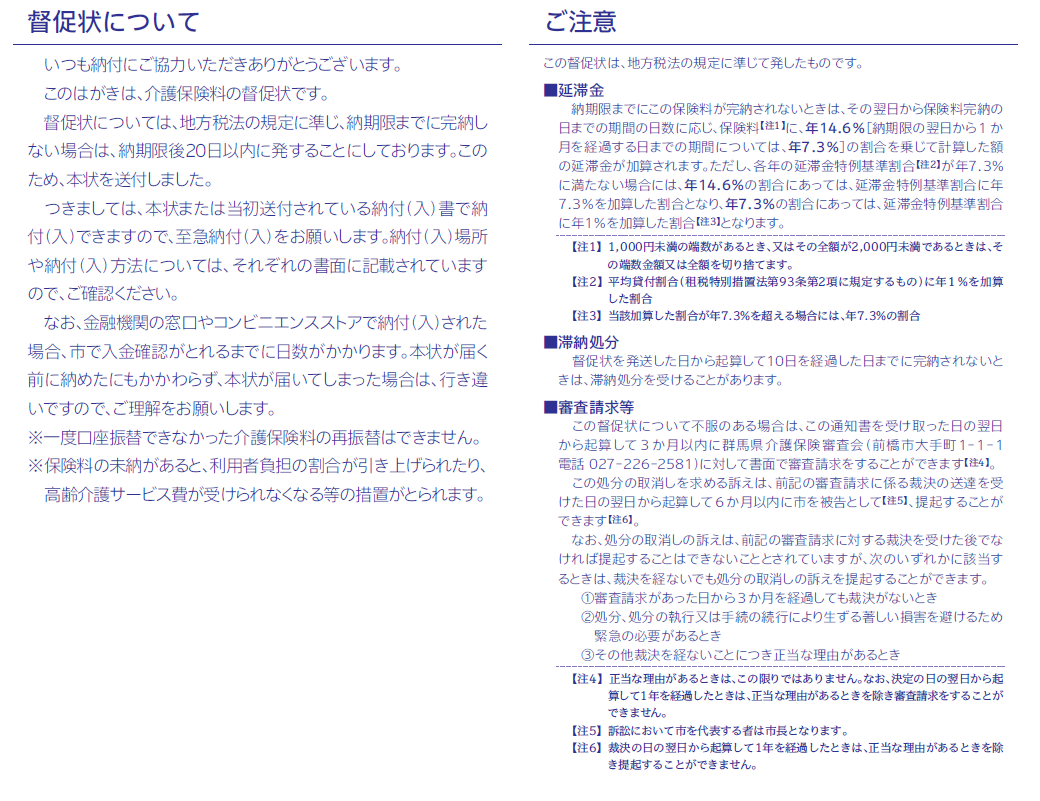 督促状について
いつも納付にご協力いただきありがとうございます。
このはがきは、介護保険料の督促状です。
督促状については、地方税法の規定に準じ、納期限までに完納し
ない場合は、納期限後20日以内に発することにしております。この
ため、本状を送付しました。
つきましては、本状または当初送付されている納付(入)書で納
付(入)できますので、至急納付(入)をお願いします。納付(入)場所
や納付(入)方法については、それぞれの書面に記載されています
ので、ご確認ください。
なお、金融機関の窓口やコンビニエンスストアで納付(入)された
場合、市で入金確認がとれるまでに日数がかかります。本状が届く
前に納めたにもかかわらず、本状が届いてしまった場合は、行き違
いですので、ご理解をお願いします。
※一度口座振替できなかった介護保険料の再振替はできません。
※保険料の未納があると、利用者負担の割合が引き上げられたり、
高齢介護サービス費が受けられなくなる等の措置がとられます。
ご注意
この督促状は、地方税法の規定に準じて発したものです。
■延滞金
納期限までにこの保険料が完納されないときは、その翌日から保険料完納の
日までの期間の日数に応じ、保険料【注1】に、年14.6%[納期限の翌日から1か
月を経過する日までの期間については、年7.3%]の割合を乗じて計算した額
の延滞金が加算されます。ただし、各年の延滞金特例基準割合【注2】が年7.3%
に満たない場合には、年14.6%の割合にあっては、延滞金特例基準割合に年
7.3%を加算した割合となり、年7.3%の割合にあっては、延滞金特例基準割合
に年1%を加算した割合【注3】となります。
【注1】1,000円未満の端数があるとき、又はその全額が2,000円未満であるときは、そ
の端数金額又は全額を切り捨てます。
【注2】平均貸付割合(租税特別措置法第93条第2項に規定するもの)に年1%を加算
した割合
【注3】当該加算した割合が年7.3%を超える場合には、年7.3%の割合
■滞納処分
督促状を発送した日から起算して10日を経過した日までに完納されないと
きは、滞納処分を受けることがあります。
■審査請求等
この督促状について不服のある場合は、この通知書を受け取った日の翌日
から起算して3か月以内に群馬県介護保険審査会(前橋市大手町1-1-1
電話 027-226-2581)に対して書面で審査請求をすることができます【注4】。
この処分の取消しを求める訴えは、前記の審査請求に係る裁決の送達を受
けた日の翌日から起算して6か月以内に市を被告として【注5】、提起することが
できます【注6】。
なお、処分の取消しの訴えは、前記の審査請求に対する裁決を受けた後でな
ければ提起することはできないこととされていますが、次のいずれかに該当す
るときは、裁決を経ないでも処分の取消しの訴えを提起することができます。
①審査請求があった日から3か月を経過しても裁決がないとき
②処分、処分の執行又は手続の続行により生ずる著しい損害を避けるため
緊急の必要があるとき
③その他裁決を経ないことにつき正当な理由があるとき
【注4】正当な理由があるときは、この限りではありません。なお、決定の日の翌日から起
算して1年を経過したときは、正当な理由があるときを除き審査請求をすることが
できません。
【注5】訴訟において市を代表する者は市長となります。
【注6】裁決の日の翌日から起算して1年を経過したときは、正当な理由があるときを除
き提起することができません。